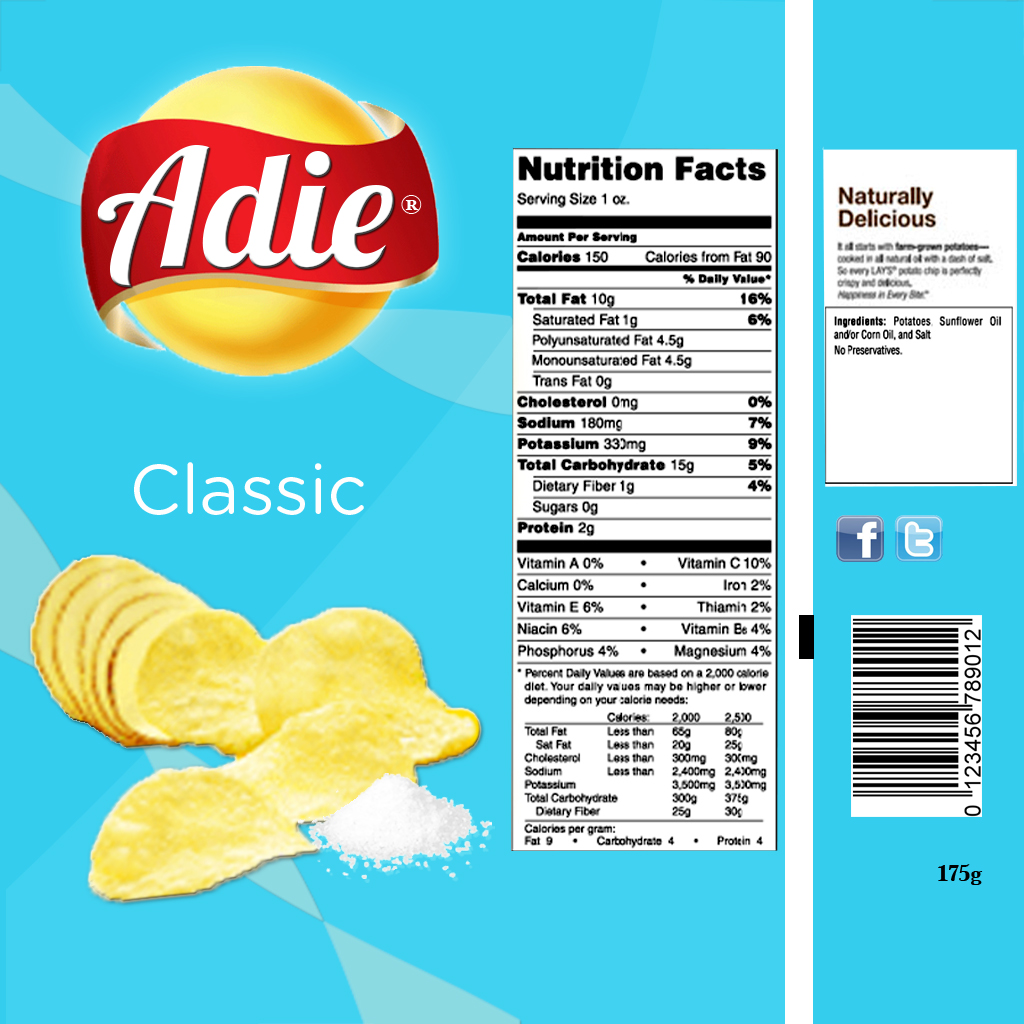 Adie®
Classic
Nutrition Facts
Serving Size 1 oz.
Amount Per Serving
Calories 150 Calories from Fat 90
% Daily Value*
Total Fat 10g 16%
Saturated Fat 1g 6%
Polyunsaturated Fat 4.5g
Monounsaturated Fat 4.5g
Trans Fat 0g
Cholesterol 0mg 0%
Sodium 180mg 7%
Potassium 330mg 9%
Total Carbohydrate 15g 5%
Dietary Fiber 1g 4%
Sugars 0g
Protein 2g
Vitamin A 0% • Vitamin C 10%
Calcium 0% • Iron 2%
Vitamin E 6% • Thiamin 2%
Niacin 6% • Vitamin B6 4%
Phosphorus 4% • Magnesium 4%
* Percent Daily Values are based on a 2,000 calorie
diet. Your daily values may be higher or lower
depending on your calorie needs:
Calories: 2,000 2,500
Total Fat Less than 65g 80g
Sat Fat Less than 20g 25g
Cholesterol Less than 300mg 300mg
Sodium Less than 2,400mg 2,400mg
Potassium 3,500mg 3,500mg
Total Carbohydrate 300g 375g
Dietary Fiber 25g 30g
Calories per gram:
Fat 9 • Carbohydrate 4 • Protein 4
Naturally
Delicious
It all starts with farm-grown potatoes—
cooked in all natural oil with a dash of salt.
So every LAY'S® potato chip is perfectly
crispy and delicious.
Happiness in Every Bite.™
Ingredients: Potatoes, Sunflower Oil
and/or Corn Oil, and Salt
No Preservatives.
f t
0 123456 789012
175g